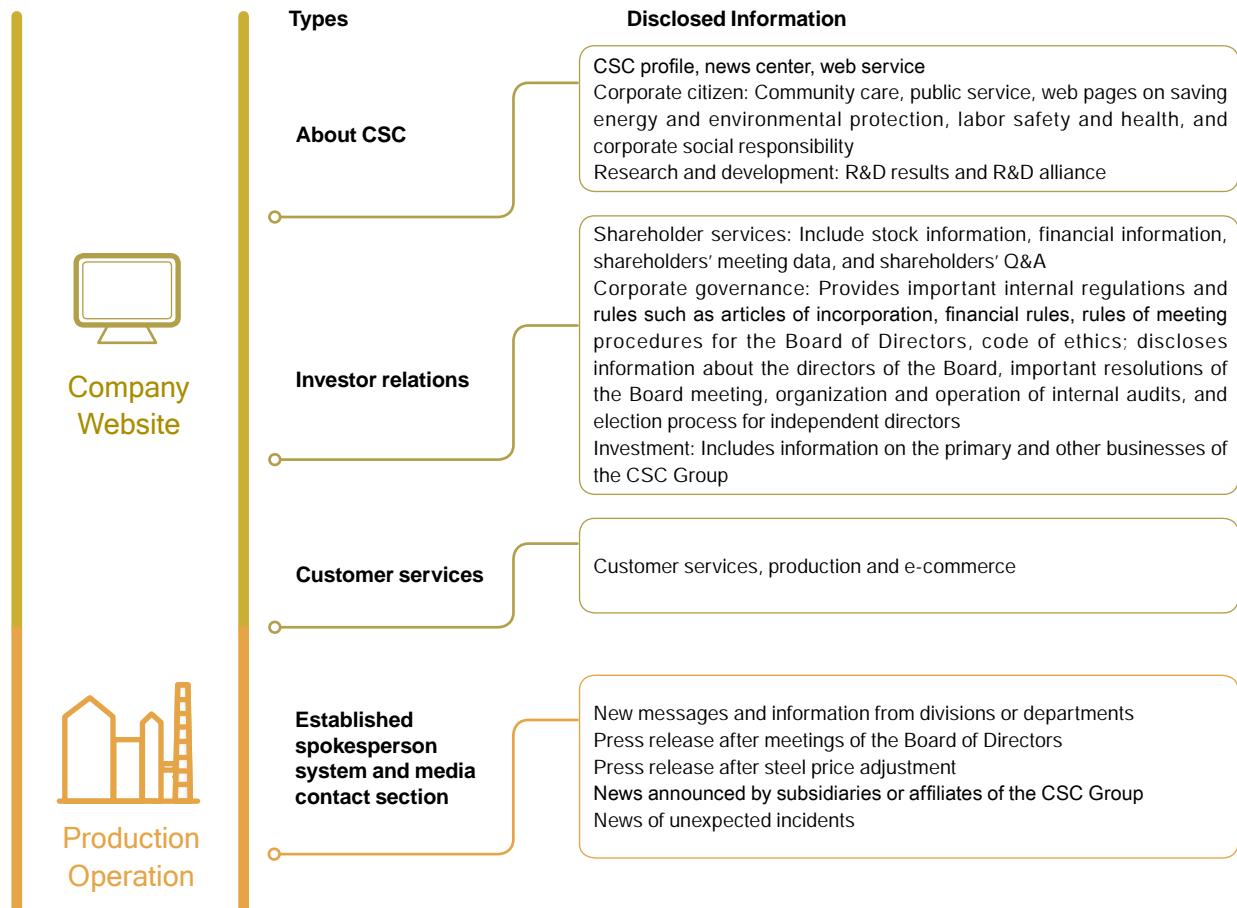 Types
Disclosed Information
Company
Website
About CSC
CSC profile, news center, web service
Corporate citizen: Community care, public service, web pages on saving
energy and environmental protection, labor safety and health, and
corporate social responsibility
Research and development: R&D results and R&D alliance
Investor relations
Shareholder services: Include stock information, financial information,
shareholders' meeting data, and shareholders' Q&A
Corporate governance: Provides important internal regulations and
rules such as articles of incorporation, financial rules, rules of meeting
procedures for the Board of Directors, code of ethics; discloses
information about the directors of the Board, important resolutions of
the Board meeting, organization and operation of internal audits, and
election process for independent directors
Investment: Includes information on the primary and other businesses of
the CSC Group
Customer services
Customer services, production and e-commerce
Production
Operation
Established
spokesperson
system and media
contact section
New messages and information from divisions or departments
Press release after meetings of the Board of Directors
Press release after steel price adjustment
News announced by subsidiaries or affiliates of the CSC Group
News of unexpected incidents